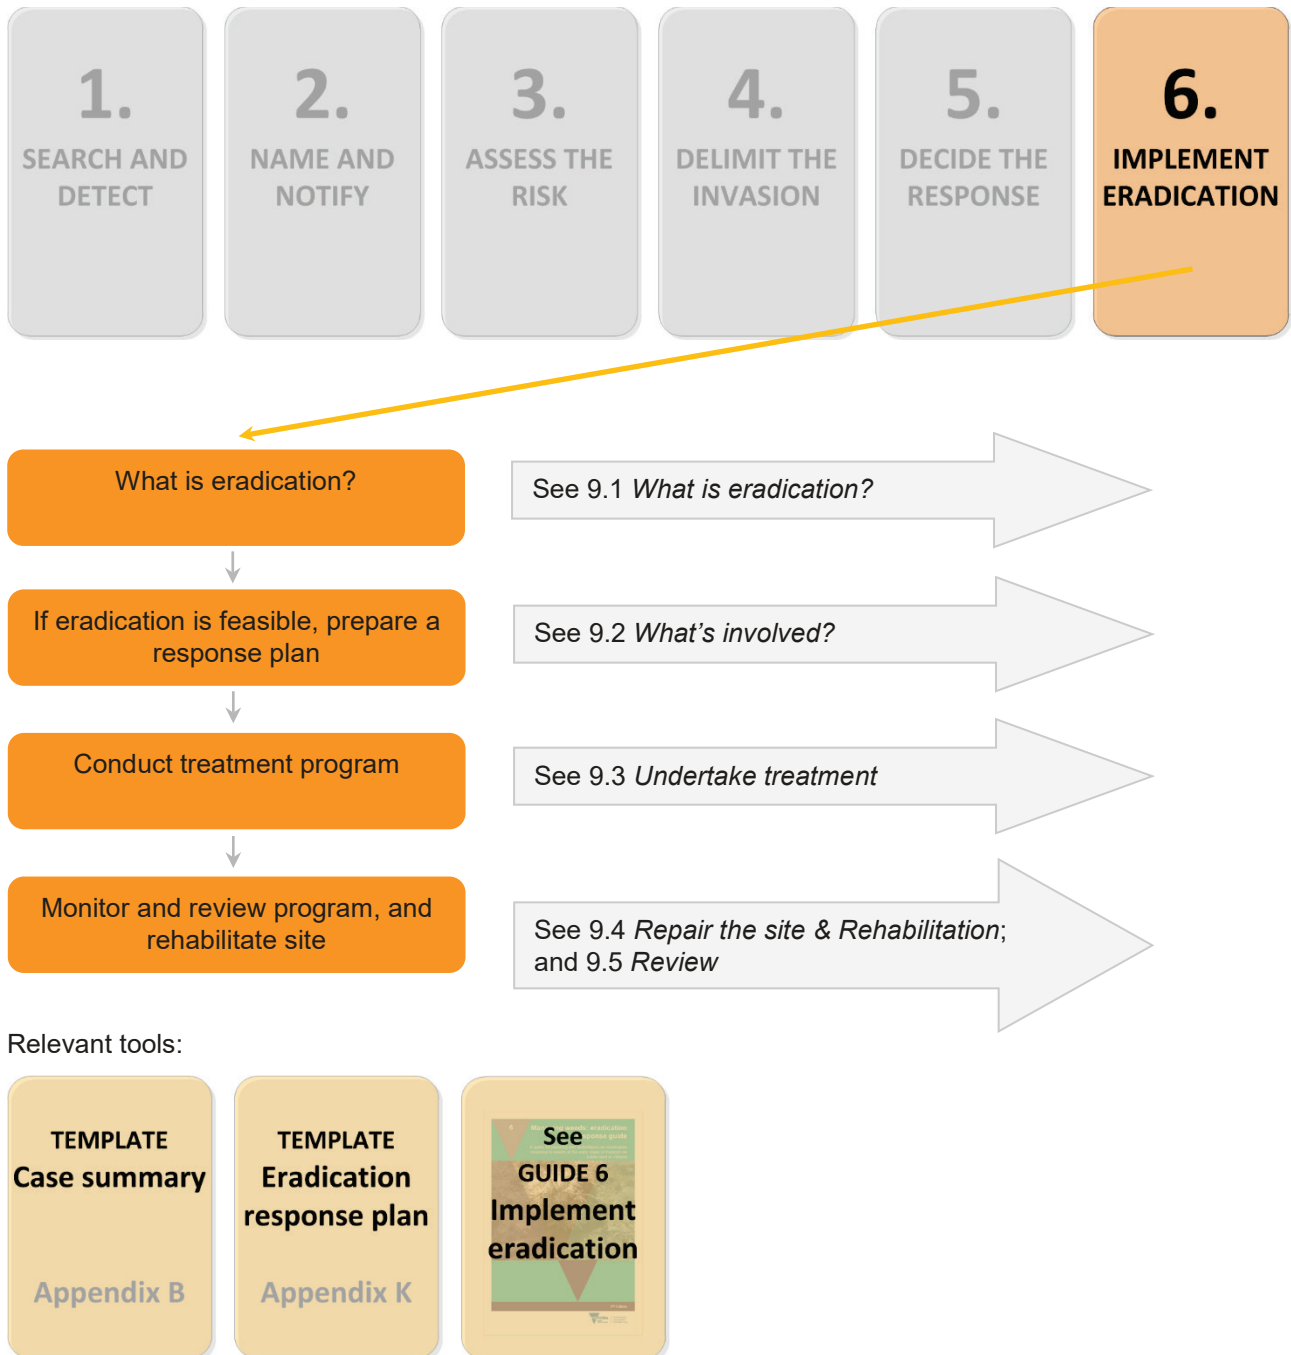 1.
SEARCH AND
DETECT
2.
NAME AND
NOTIFY
3.
ASSESS THE
RISK
4.
DELIMIT THE
INVASION
5.
DECIDE THE
RESPONSE
6.
IMPLEMENT
ERADICATION
What is eradication?
See 9.1 What is eradication?
If eradication is feasible, prepare a
response plan
See 9.2 What's involved?
Conduct treatment program
See 9.3 Undertake treatment
Monitor and review program, and
rehabilitate site
See 9.4 Repair the site & Rehabilitation;
and 9.5 Review
Relevant tools:
TEMPLATE
Case summary
Appendix B
TEMPLATE
Eradication
response plan
Appendix K
See
GUIDE 6
Implement
eradication